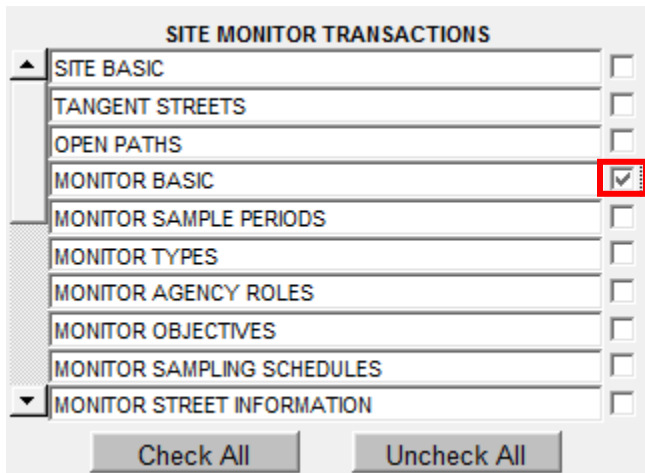 SITE MONITOR TRANSACTIONS
SITE BASIC
TANGENT STREETS
OPEN PATHS
MONITOR BASIC
MONITOR SAMPLE PERIODS
MONITOR TYPES
MONITOR AGENCY ROLES
MONITOR OBJECTIVES
MONITOR SAMPLING SCHEDULES
MONITOR STREET INFORMATION
Check All Uncheck All